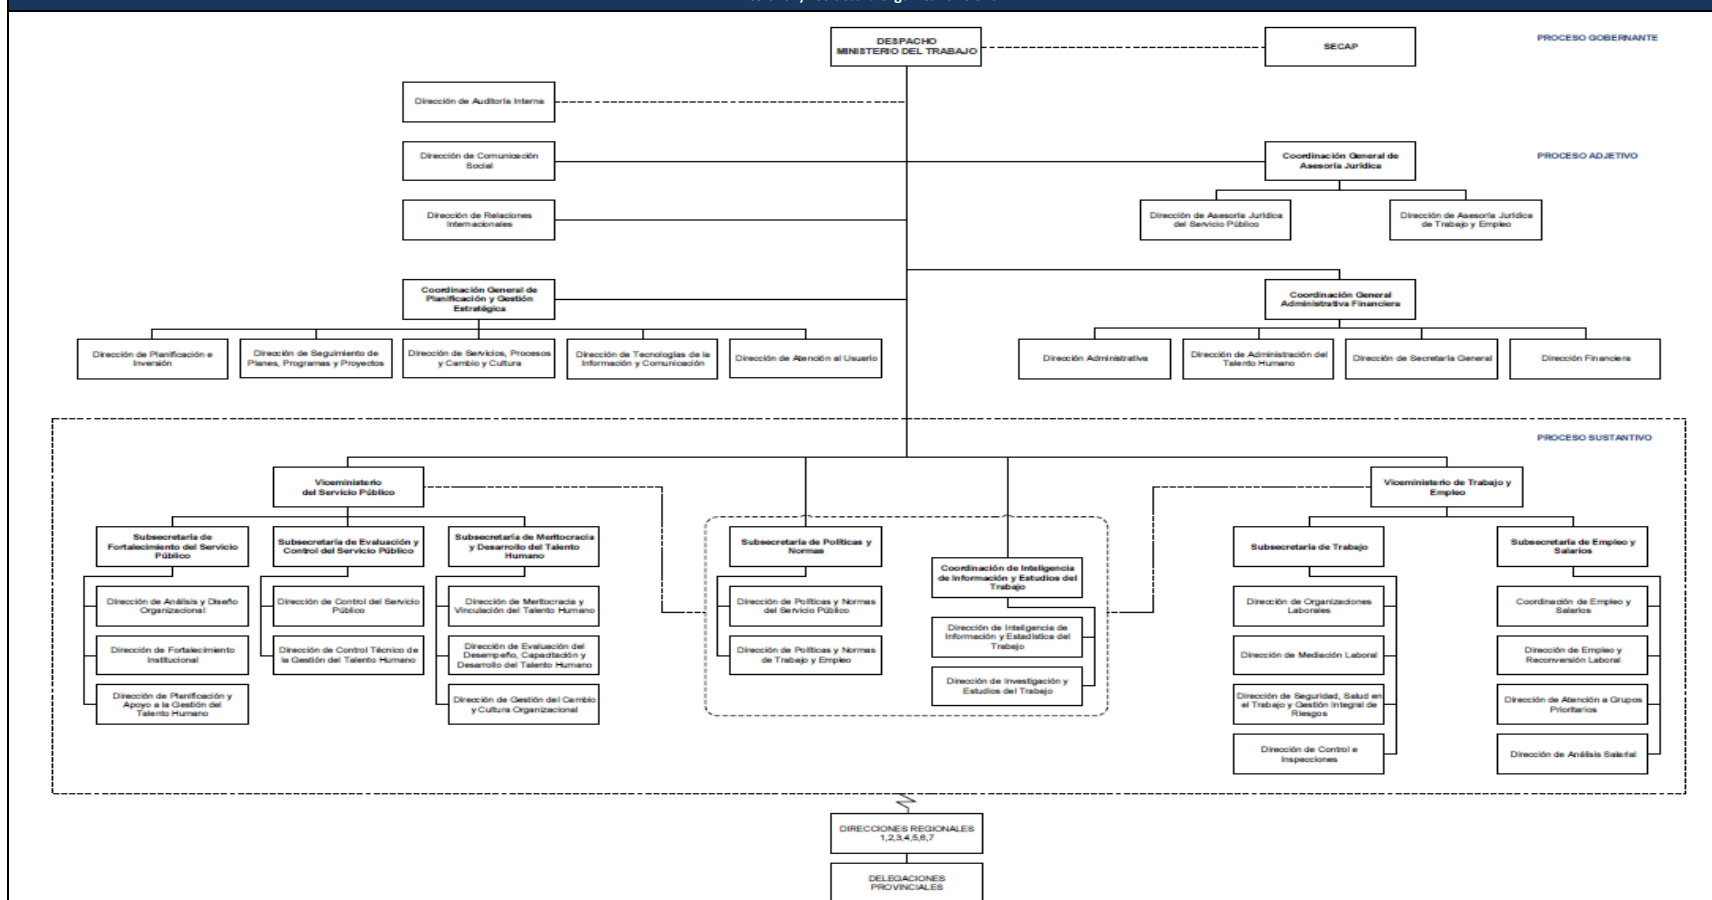 DESPACHO
MINISTERIO DEL TRABAJO
SECAP
PROCESO GOBERNANTE
Dirección de Auditoría Interna
Dirección de Comunicación
Social
Coordinación General de
Asesoría Jurídica
PROCESO ADJETIVO
Dirección de Relaciones
Internacionales
Dirección de Asesoría Jurídica
del Servicio Público
Dirección de Asesoría Jurídica
de Trabajo y Empleo
Coordinación General de
Planificación y Gestión
Estratégica
Coordinación General
Administrativa Financiera
Dirección de Planificación e
Inversión
Dirección de Seguimiento de
Planes, Programas y Proyectos
Dirección de Servicios, Procesos
y Cambio y Cultura
Dirección de Tecnologías de la
Información y Comunicación
Dirección de Atención al Usuario
Dirección Administrativa
Dirección de Administración del
Talento Humano
Dirección de Secretaría General
Dirección Financiera
PROCESO SUSTANTIVO
Viceministerio
del Servicio Público
Viceministerio de Trabajo y
Empleo
Subsecretaría de
Fortalecimiento del Servicio
Público
Subsecretaría de Evaluación y
Control del Servicio Público
Subsecretaría de Meritocracia
y Desarrollo del Talento
Humano
Subsecretaría de Políticas y
Normas
Coordinación de Inteligencia
de Información y Estudios del
Trabajo
Subsecretaría de Trabajo
Subsecretaría de Empleo y
Salarios
Dirección de Análisis y Diseño
Organizacional
Dirección de Control del Servicio
Público
Dirección de Meritocracia y
Vinculación del Talento Humano
Dirección de Políticas y Normas
del Servicio Público
Dirección de Inteligencia de
Información y Estadística del
Trabajo
Dirección de Organizaciones
Laborales
Coordinación de Empleo y
Salarios
Dirección de Fortalecimiento
Institucional
Dirección de Control Técnico de
la Gestión del Talento Humano
Dirección de Evaluación del
Desempeño, Capacitación y
Desarrollo del Talento Humano
Dirección de Políticas y Normas
de Trabajo y Empleo
Dirección de Investigación y
Estudios del Trabajo
Dirección de Mediación Laboral
Dirección de Empleo y
Reconversión Laboral
Dirección de Planificación y
Apoyo a la Gestión del
Talento Humano
Dirección de Gestión del Cambio
y Cultura Organizacional
Dirección de Seguridad, Salud en
el Trabajo y Gestión Integral de
Riesgos
Dirección de Atención a Grupos
Prioritarios
Dirección de Control e
Inspecciones
Dirección de Análisis Salarial
DIRECCIONES REGIONALES
1,2,3,4,5,6,7
DELEGACIONES
PROVINCIALES